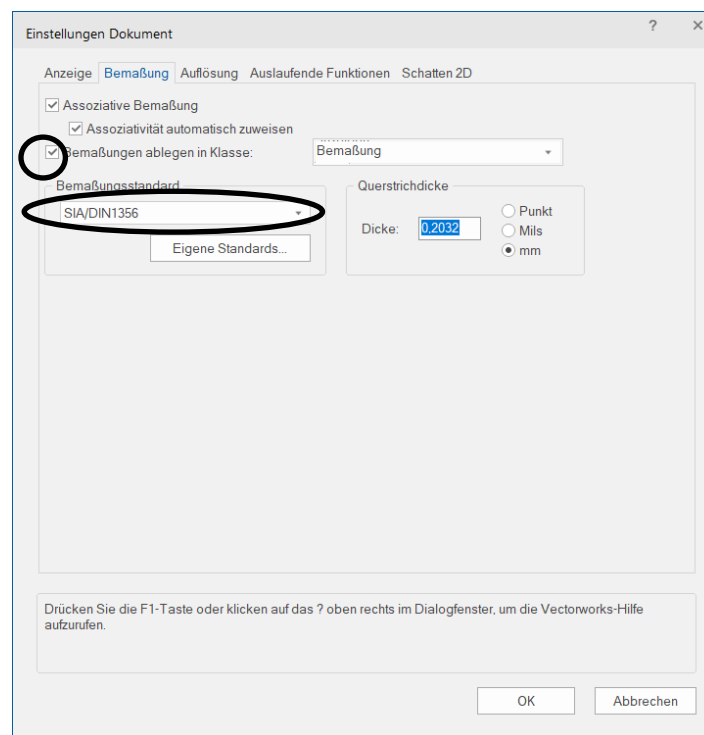 Einstellungen Dokument ? ×
Anzeige Bemaßung Auflösung Auslaufende Funktionen Schatten 2D
Assoziative Bemaßung
Assoziativität automatisch zuweisen
Bemaßungen ablegen in Klasse: Bemaßung
Bemaßungsstandard Querstrichdicke
SIA/DIN1356
Punkt
Dicke: 0,2032 Mils
Eigene Standards... mm
Drücken Sie die F1-Taste oder klicken auf das ? oben rechts im Dialogfenster, um die Vectorworks-Hilfe
aufzurufen.
OK Abbrechen